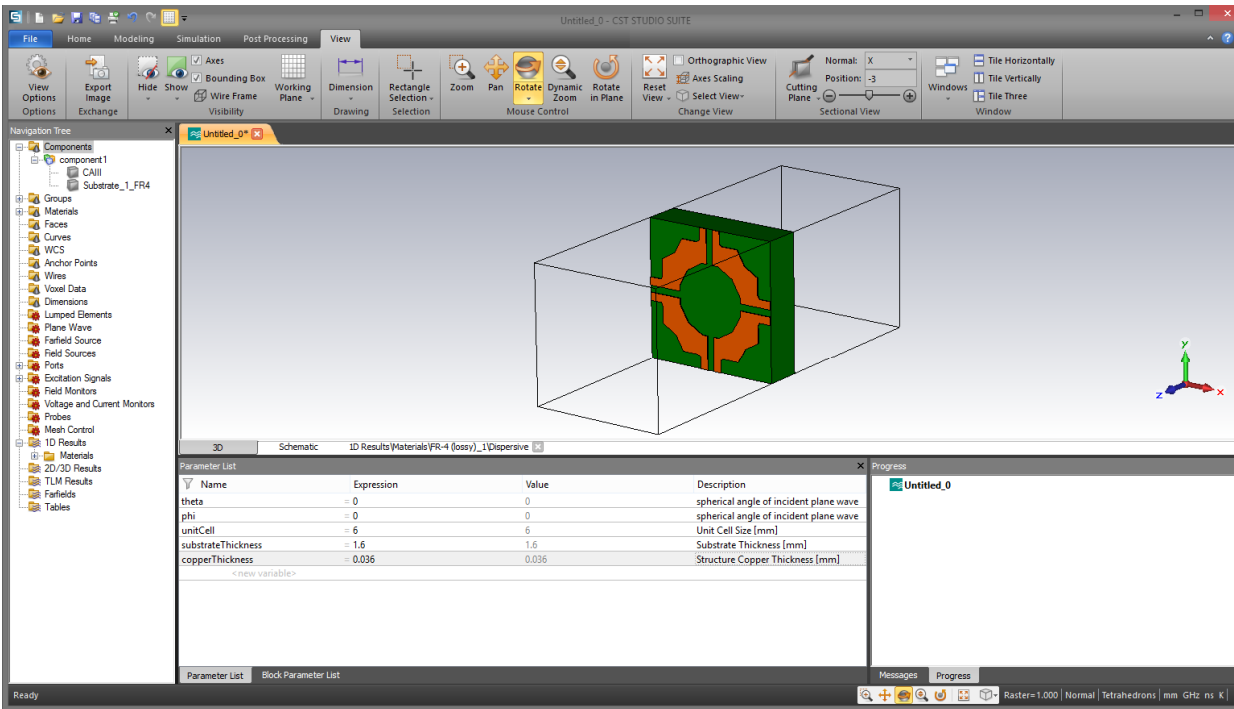 Untitled_0 - CST STUDIO SUITE
File Home Modeling Simulation Post Processing View
View Options
Export Image
Hide
Show
Axes
Bounding Box
Wire Frame
Working Plane
Dimension
Rectangle Selection
Zoom
Pan
Rotate
Dynamic Zoom
Rotate in Plane
Reset View
Orthographic View
Axes Scaling
Select View
Cutting Plane
Normal: X
Position: -3
Windows
Tile Horizontally
Tile Vertically
Tile Three
Options Exchange Visibility Drawing Selection Mouse Control Change View Sectional View Window
Navigation Tree
Components
component1
CAIII
Substrate_1_FR4
Groups
Materials
Faces
Curves
WCS
Anchor Points
Wires
Voxel Data
Dimensions
Lumped Elements
Plane Wave
Farfield Source
Field Sources
Ports
Excitation Signals
Field Monitors
Voltage and Current Monitors
Probes
Mesh Control
1D Results
Materials
2D/3D Results
TLM Results
Farfields
Tables
Untitled_0*
y
z
x
3D Schematic 1D Results\Materials\FR-4 (lossy)_1\Dispersive
Parameter List
Name Expression Value Description
theta = 0 0 spherical angle of incident plane wave
phi = 0 0 spherical angle of incident plane wave
unitCell = 6 6 Unit Cell Size [mm]
substrateThickness = 1.6 1.6 Substrate Thickness [mm]
copperThickness = 0.036 0.036 Structure Copper Thickness [mm]
<new variable>
Parameter List Block Parameter List
Progress
Untitled_0
Messages Progress
Ready
Raster=1.000 Normal Tetrahedrons mm GHz ns K